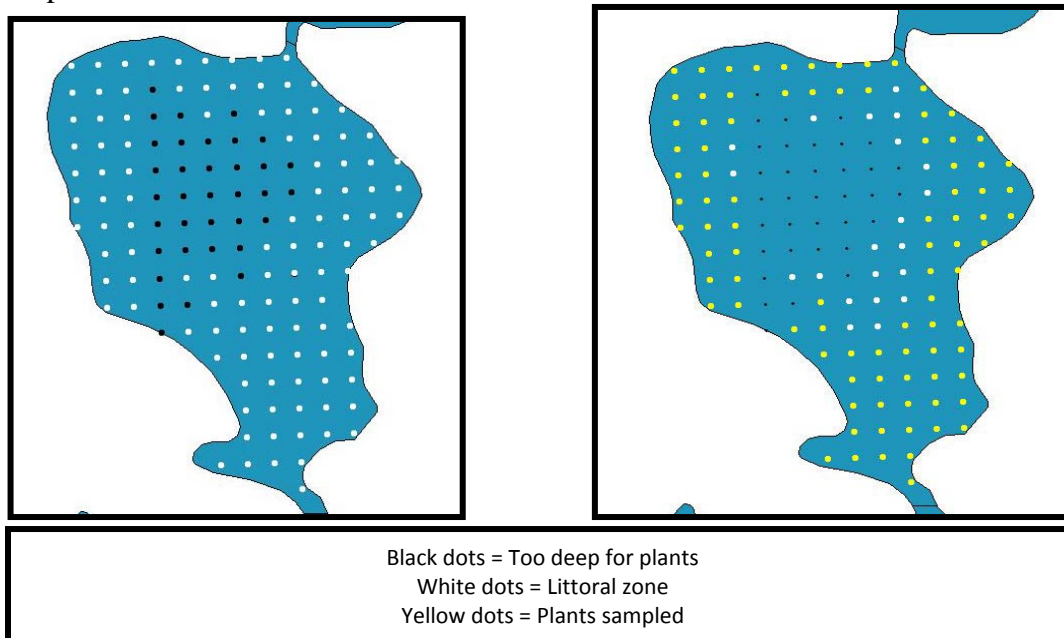 Black dots = Too deep for plants
White dots = Littoral zone
Yellow dots = Plants sampled